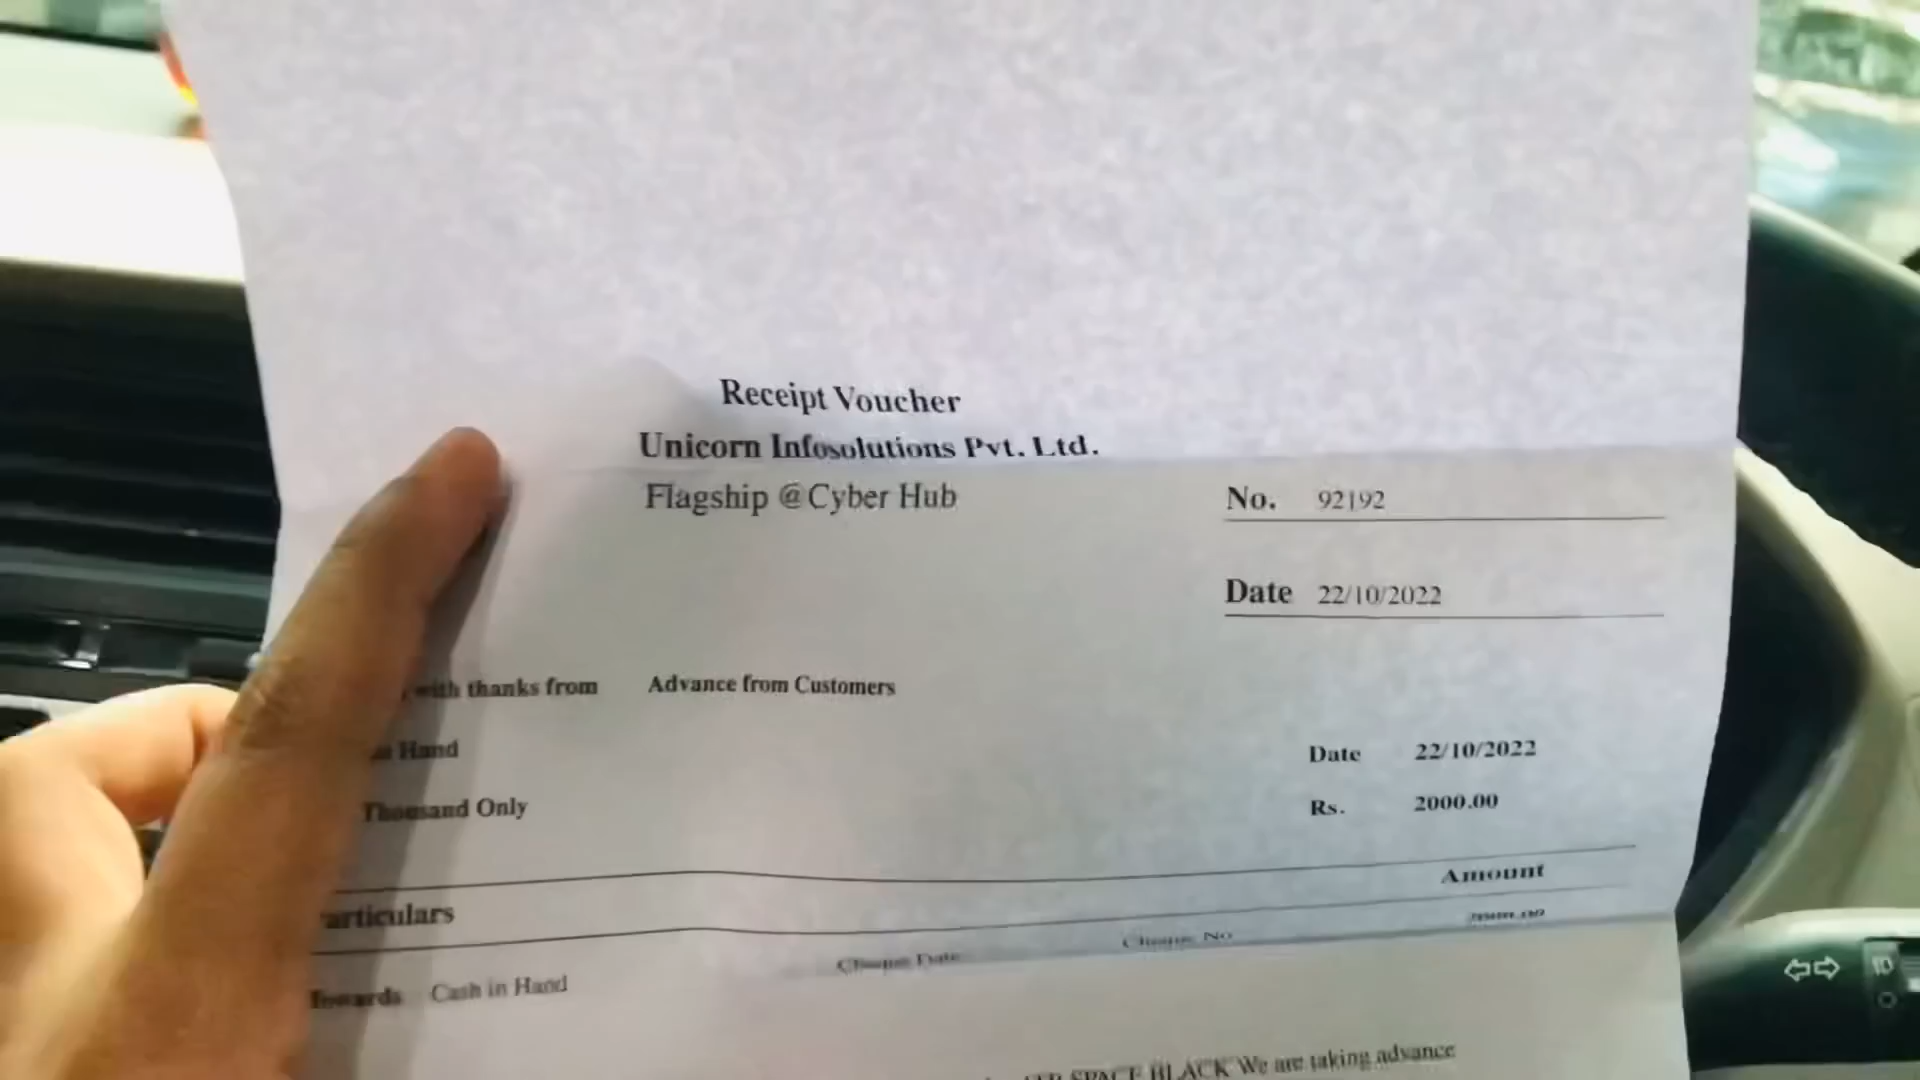 Receipt Voucher
Unicorn Infosolutions Pvt. Ltd.
Flagship @Cyber Hub
No. 92192
Date 22/10/2022
with thanks from Advance from Customers
Hand
Date 22/10/2022
Thousand Only
Rs. 2000.00
Amount
articulars
Cheque No
Cheque Date
Towards Cash in Hand
SPACE BLACK We are taking advance